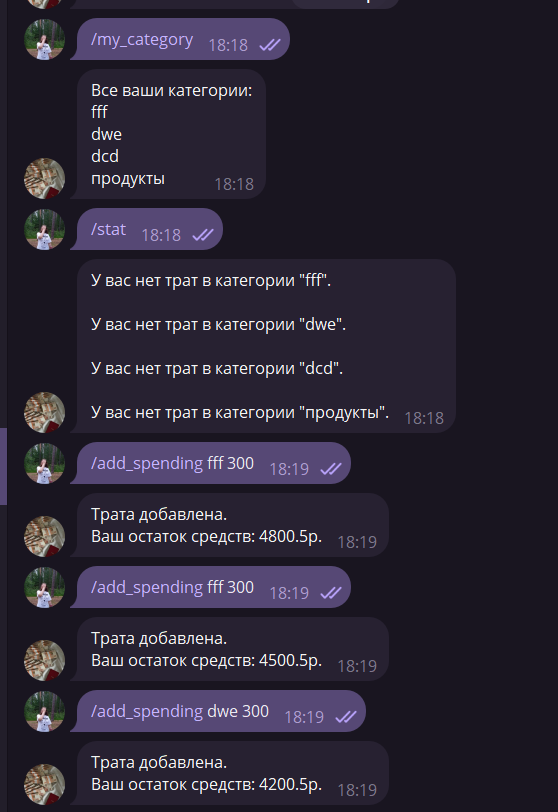 /my_category 18:18
Все ваши категории:
fff
dwe
dcd
продукты 18:18
/stat 18:18
У вас нет трат в категории "fff".
У вас нет трат в категории "dwe".
У вас нет трат в категории "dcd".
У вас нет трат в категории "продукты". 18:18
/add_spending fff 300 18:19
Трата добавлена.
Ваш остаток средств: 4800.5р. 18:19
/add_spending fff 300 18:19
Трата добавлена.
Ваш остаток средств: 4500.5р. 18:19
/add_spending dwe 300 18:19
Трата добавлена.
Ваш остаток средств: 4200.5р. 18:19